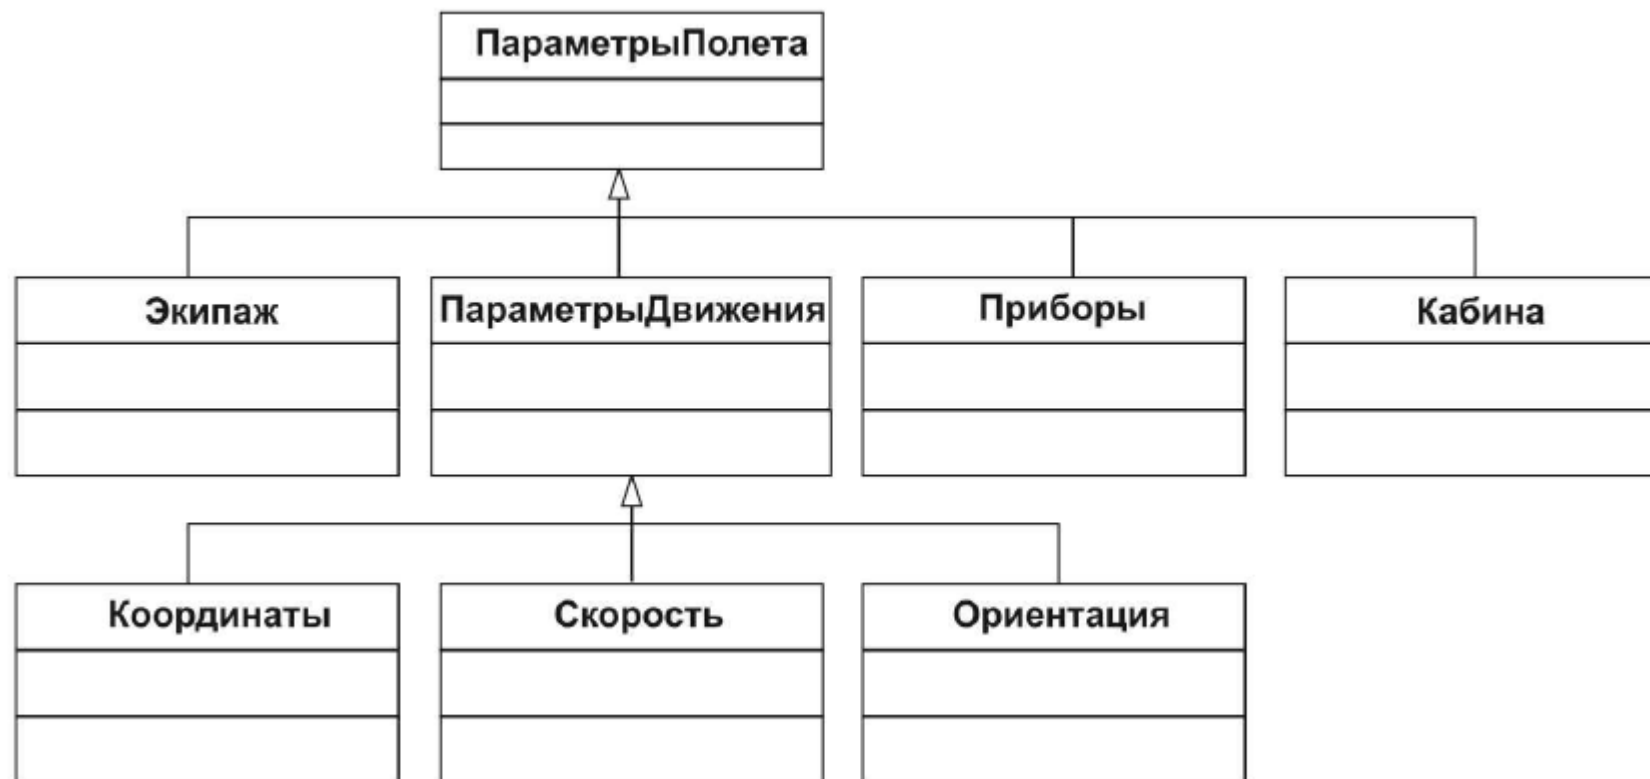 ПараметрыПолета
Экипаж
ПараметрыДвижения
Приборы
Кабина
Координаты
Скорость
Ориентация